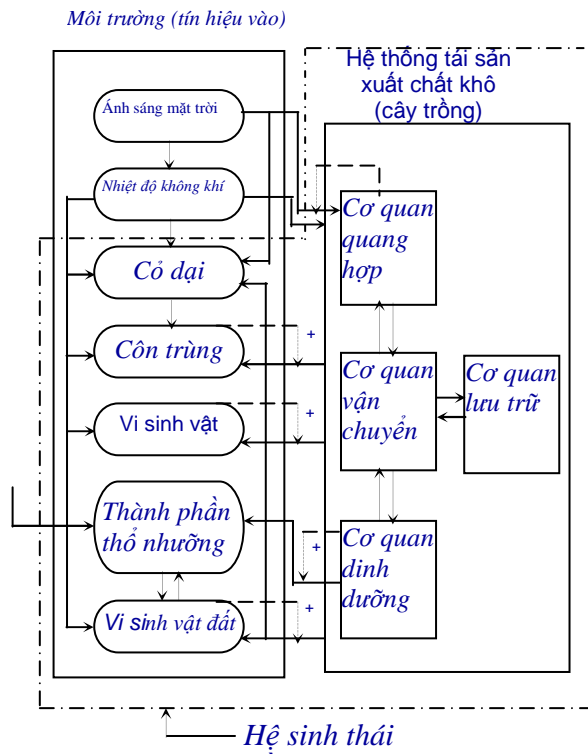 Môi trường (tín hiệu vào)
Hệ thống tái sản
xuất chất khô
(cây trồng)
Ánh sáng mặt trời
Nhiệt độ không khí
Cỏ dại
Côn trùng
Vi sinh vật
Thành phần
thổ nhưỡng
Vi sinh vật đất
+
+
+
+
Cơ quan
quang
hợp
Cơ quan
vận
chuyển
Cơ quan
lưu trữ
Cơ quan
dinh
dưỡng
Hệ sinh thái